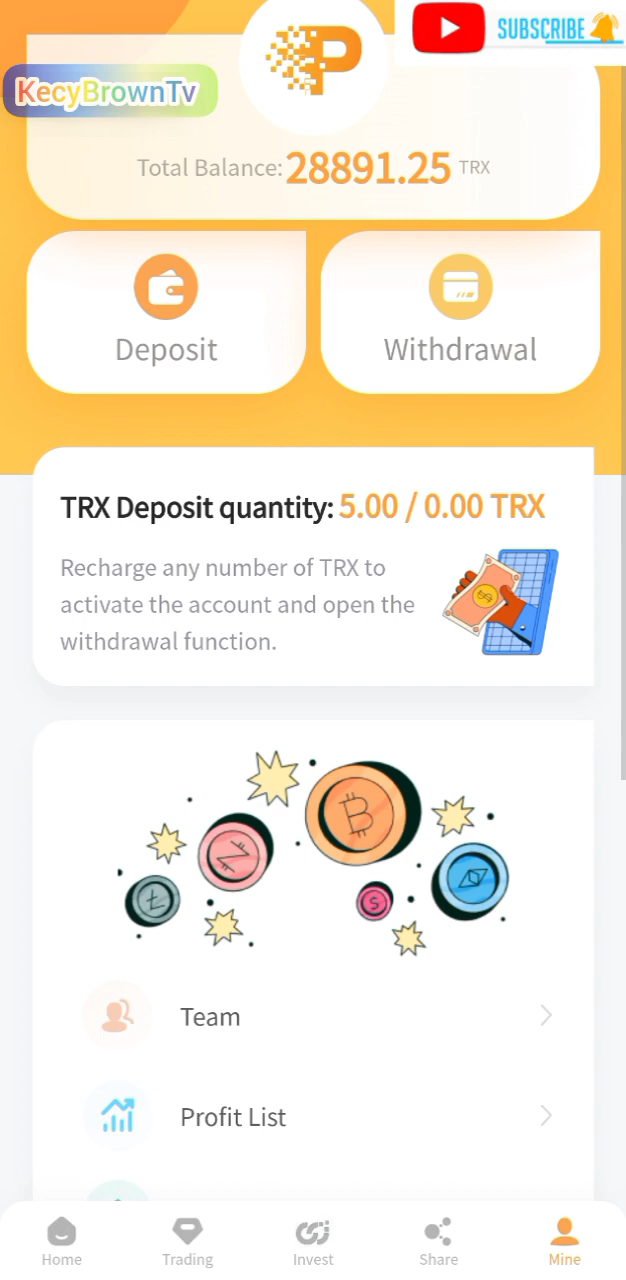 SUBSCRIBE
KecyBrownTv
Total Balance: 28891.25 TRX
Deposit
Withdrawal
TRX Deposit quantity: 5.00 / 0.00 TRX
Recharge any number of TRX to
activate the account and open the
withdrawal function.
Team
Profit List
Home
Trading
Invest
Share
Mine